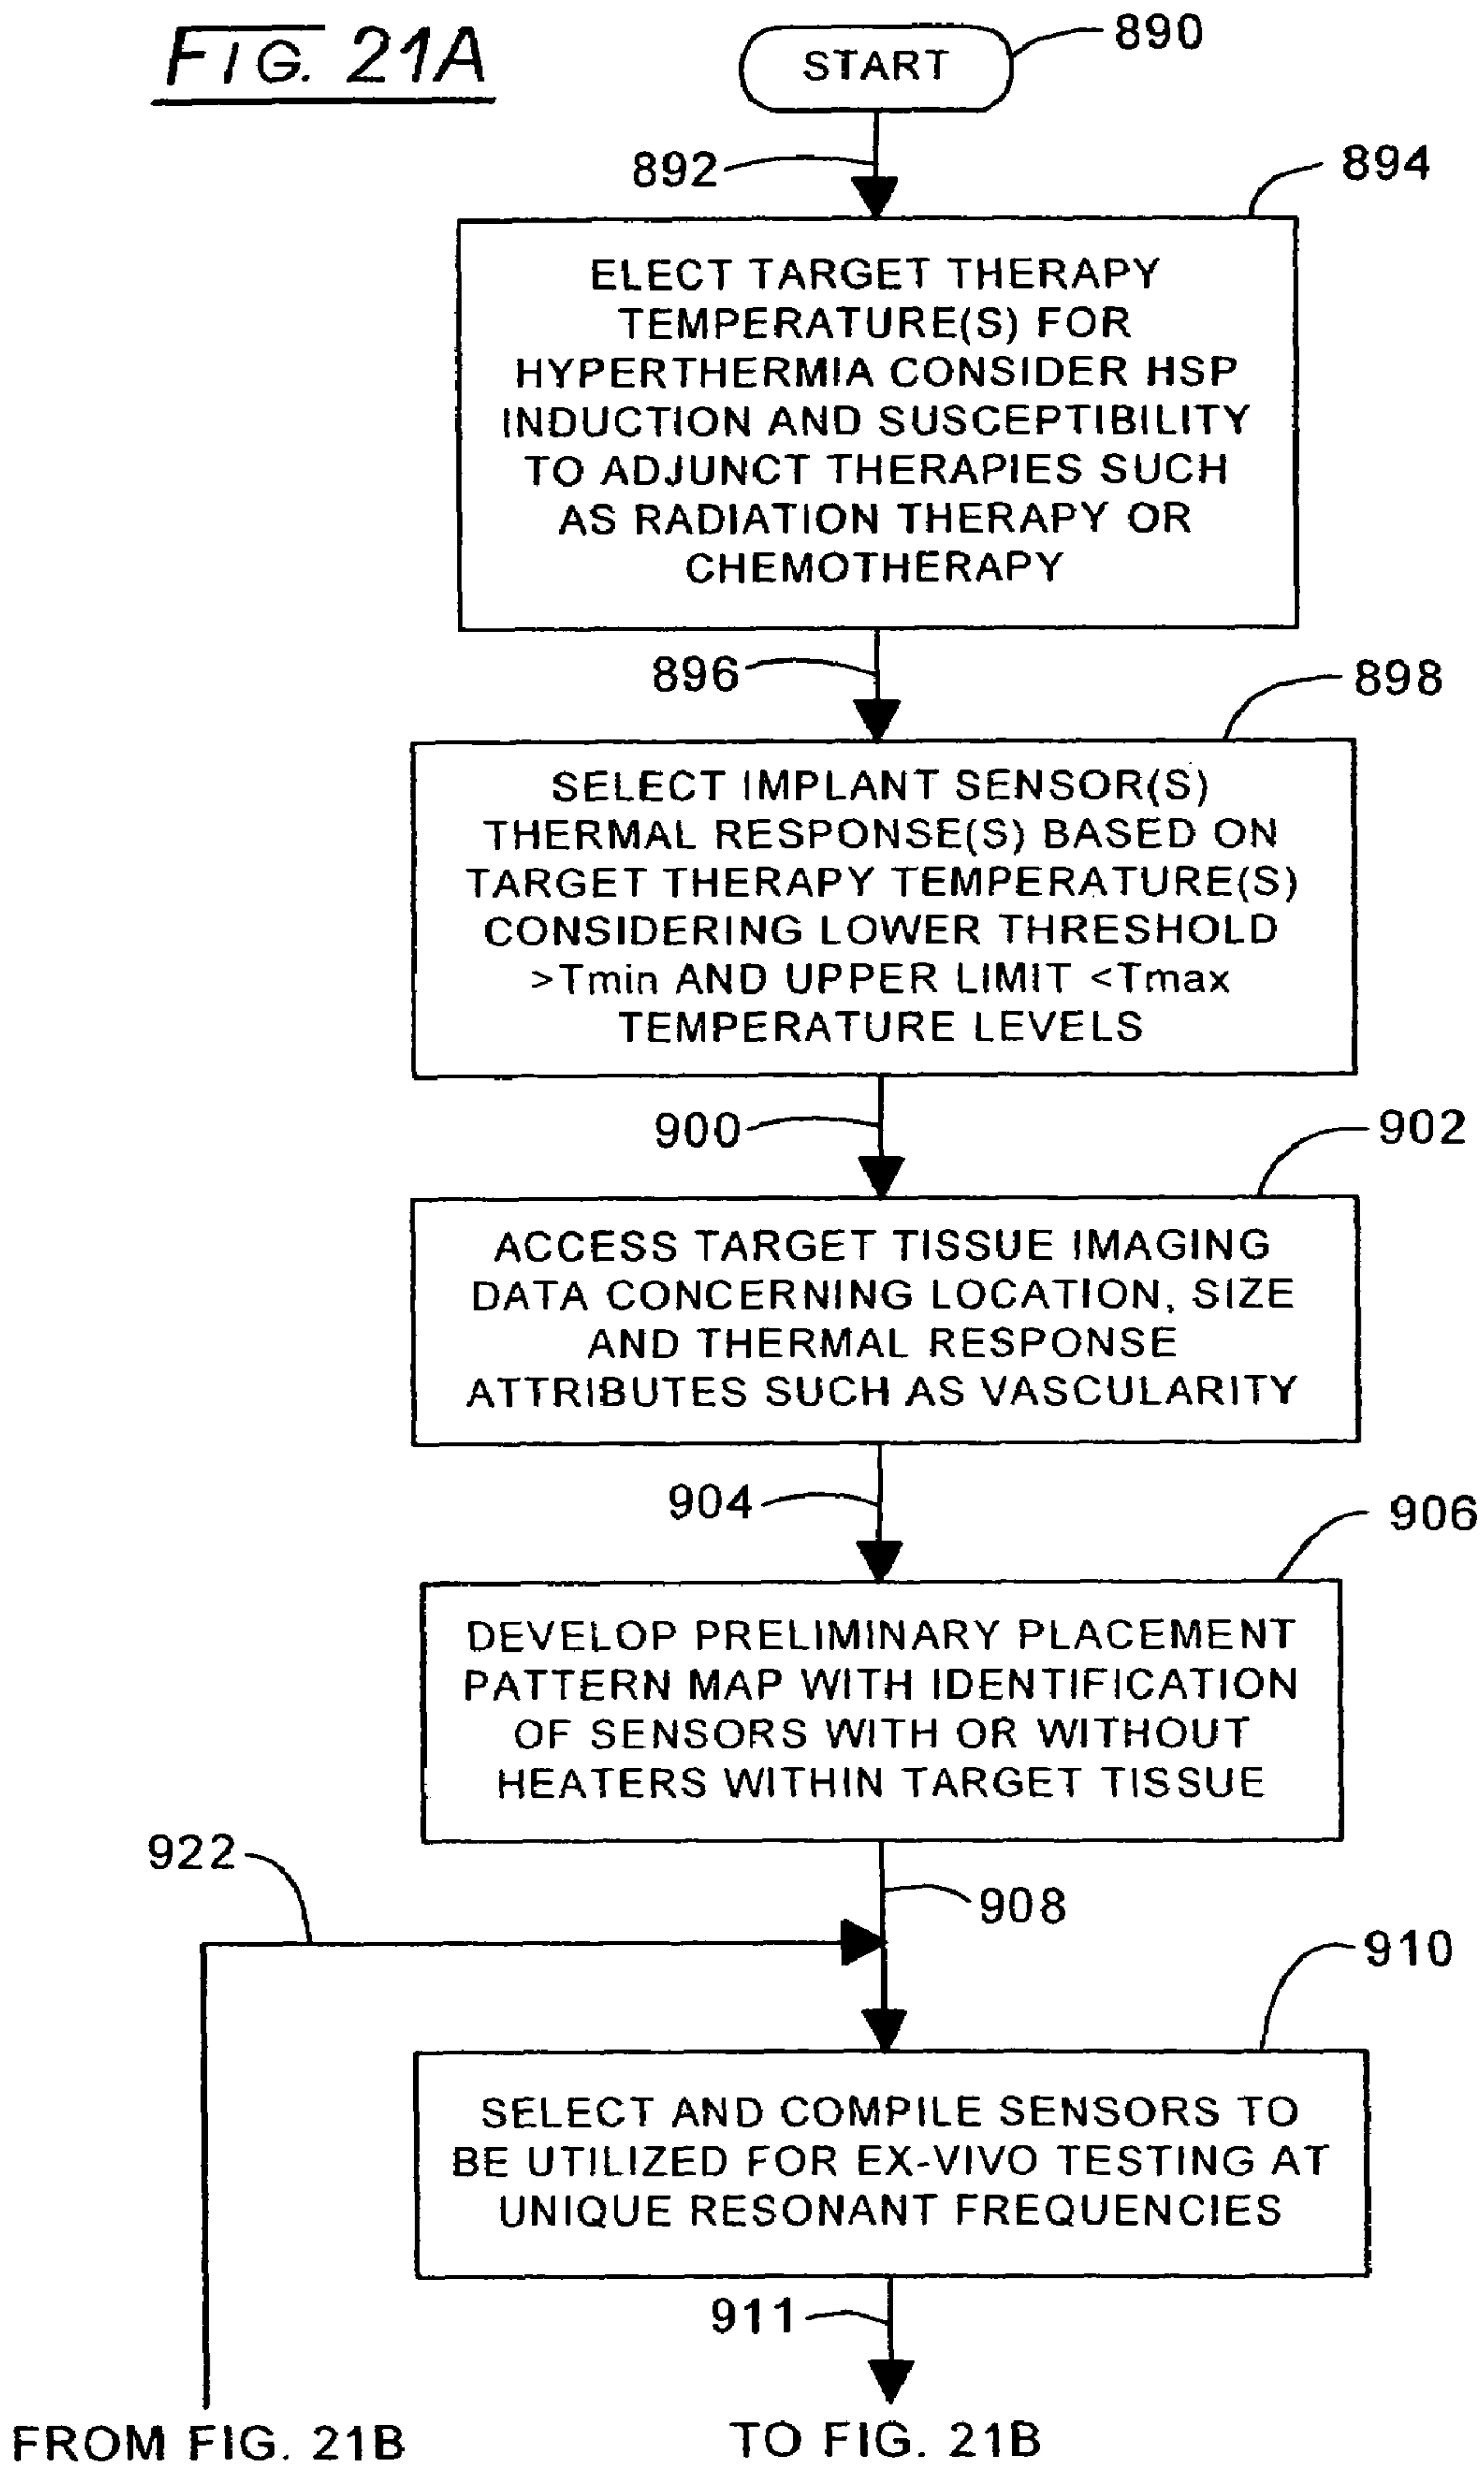 FIG. 21A
START
890
892
894
ELECT TARGET THERAPY
TEMPERATURE(S) FOR
HYPERTHERMIA CONSIDER HSP
INDUCTION AND SUSCEPTIBILITY
TO ADJUNCT THERAPIES SUCH
AS RADIATION THERAPY OR
CHEMOTHERAPY
896
898
SELECT IMPLANT SENSOR(S)
THERMAL RESPONSE(S) BASED ON
TARGET THERAPY TEMPERATURE(S)
CONSIDERING LOWER THRESHOLD
>Tmin AND UPPER LIMIT <Tmax
TEMPERATURE LEVELS
900
902
ACCESS TARGET TISSUE IMAGING
DATA CONCERNING LOCATION, SIZE
AND THERMAL RESPONSE
ATTRIBUTES SUCH AS VASCULARITY
904
906
DEVELOP PRELIMINARY PLACEMENT
PATTERN MAP WITH IDENTIFICATION
OF SENSORS WITH OR WITHOUT
HEATERS WITHIN TARGET TISSUE
922
908
910
SELECT AND COMPILE SENSORS TO
BE UTILIZED FOR EX-VIVO TESTING AT
UNIQUE RESONANT FREQUENCIES
911
FROM FIG. 21B
TO FIG. 21B